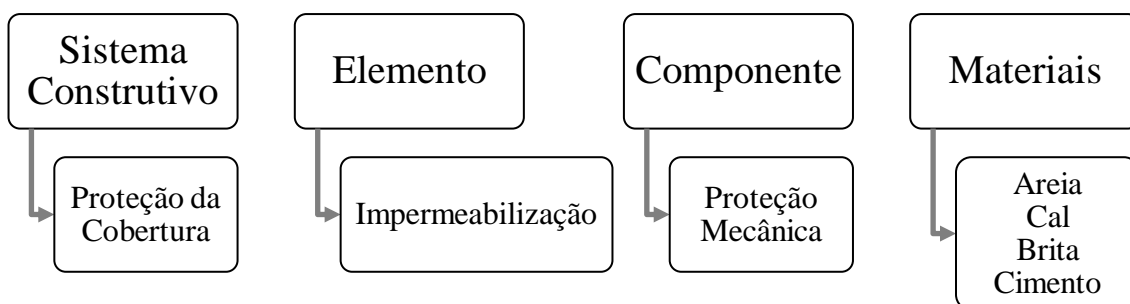 Sistema
Construtivo
Proteção da
Cobertura
Elemento
Impermeabilização
Componente
Proteção
Mecânica
Materiais
Areia
Cal
Brita
Cimento